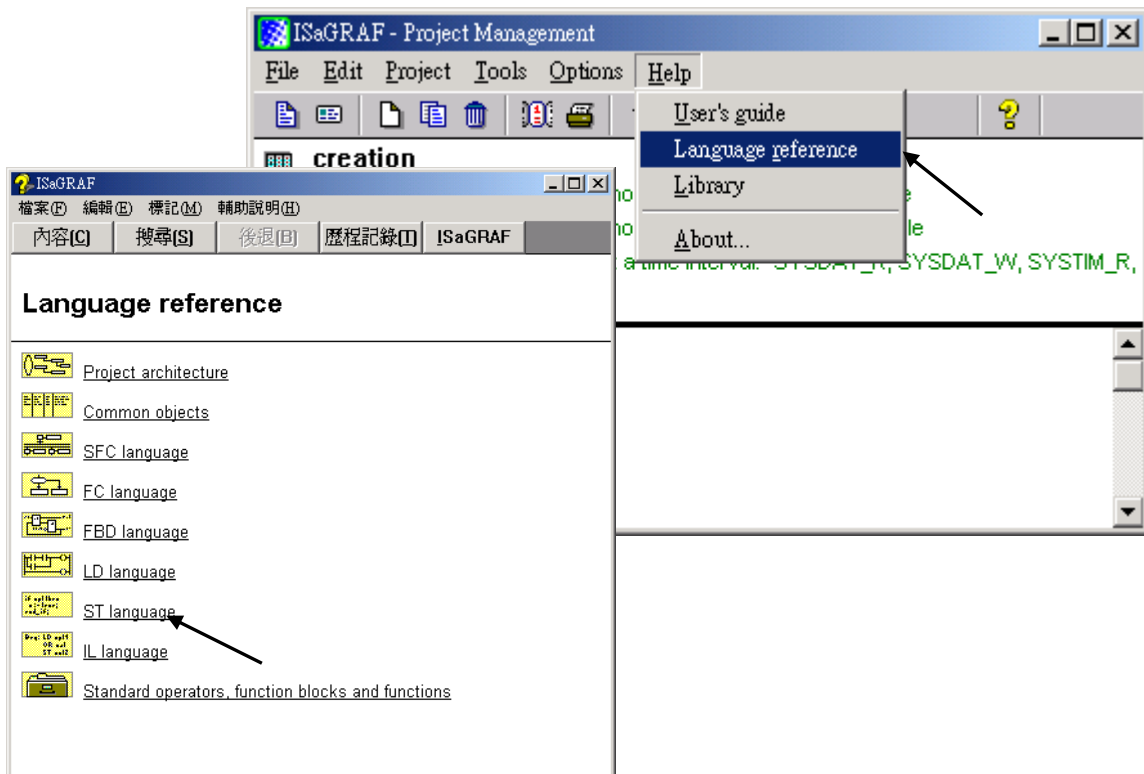 ISaGRAF - Project Management
File Edit Project Tools Options Help
User's guide
Language reference
Library
About...
creation
le
a time interval: SYSDAT_R, SYSDAT_W, SYSTIM_R,
ISaGRAF
檔案(F) 編輯(E) 標記(M) 輔助說明(H)
內容(C) 搜尋(S) 後退(B) 歷程記錄(T) ISaGRAF
Language reference
Project architecture
Common objects
SFC language
FC language
FBD language
LD language
ST language
IL language
Standard operators, function blocks and functions